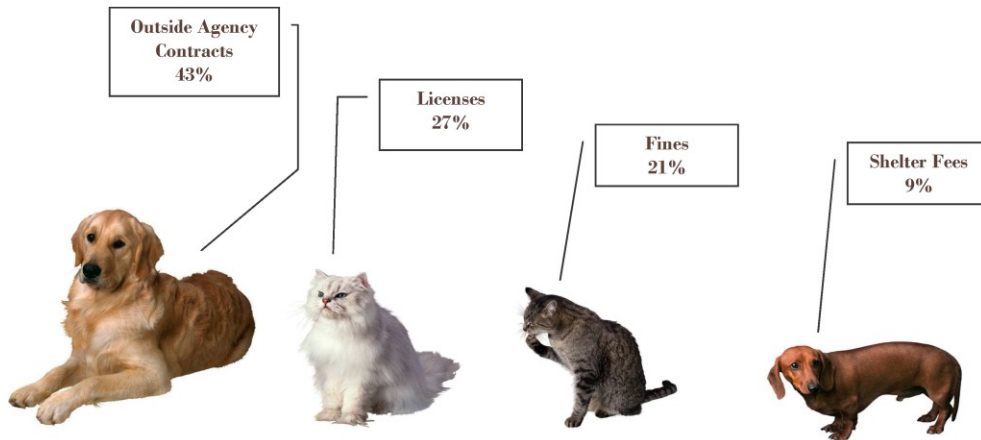 Outside Agency
Contracts
43%
Licenses
27%
Fines
21%
Shelter Fees
9%